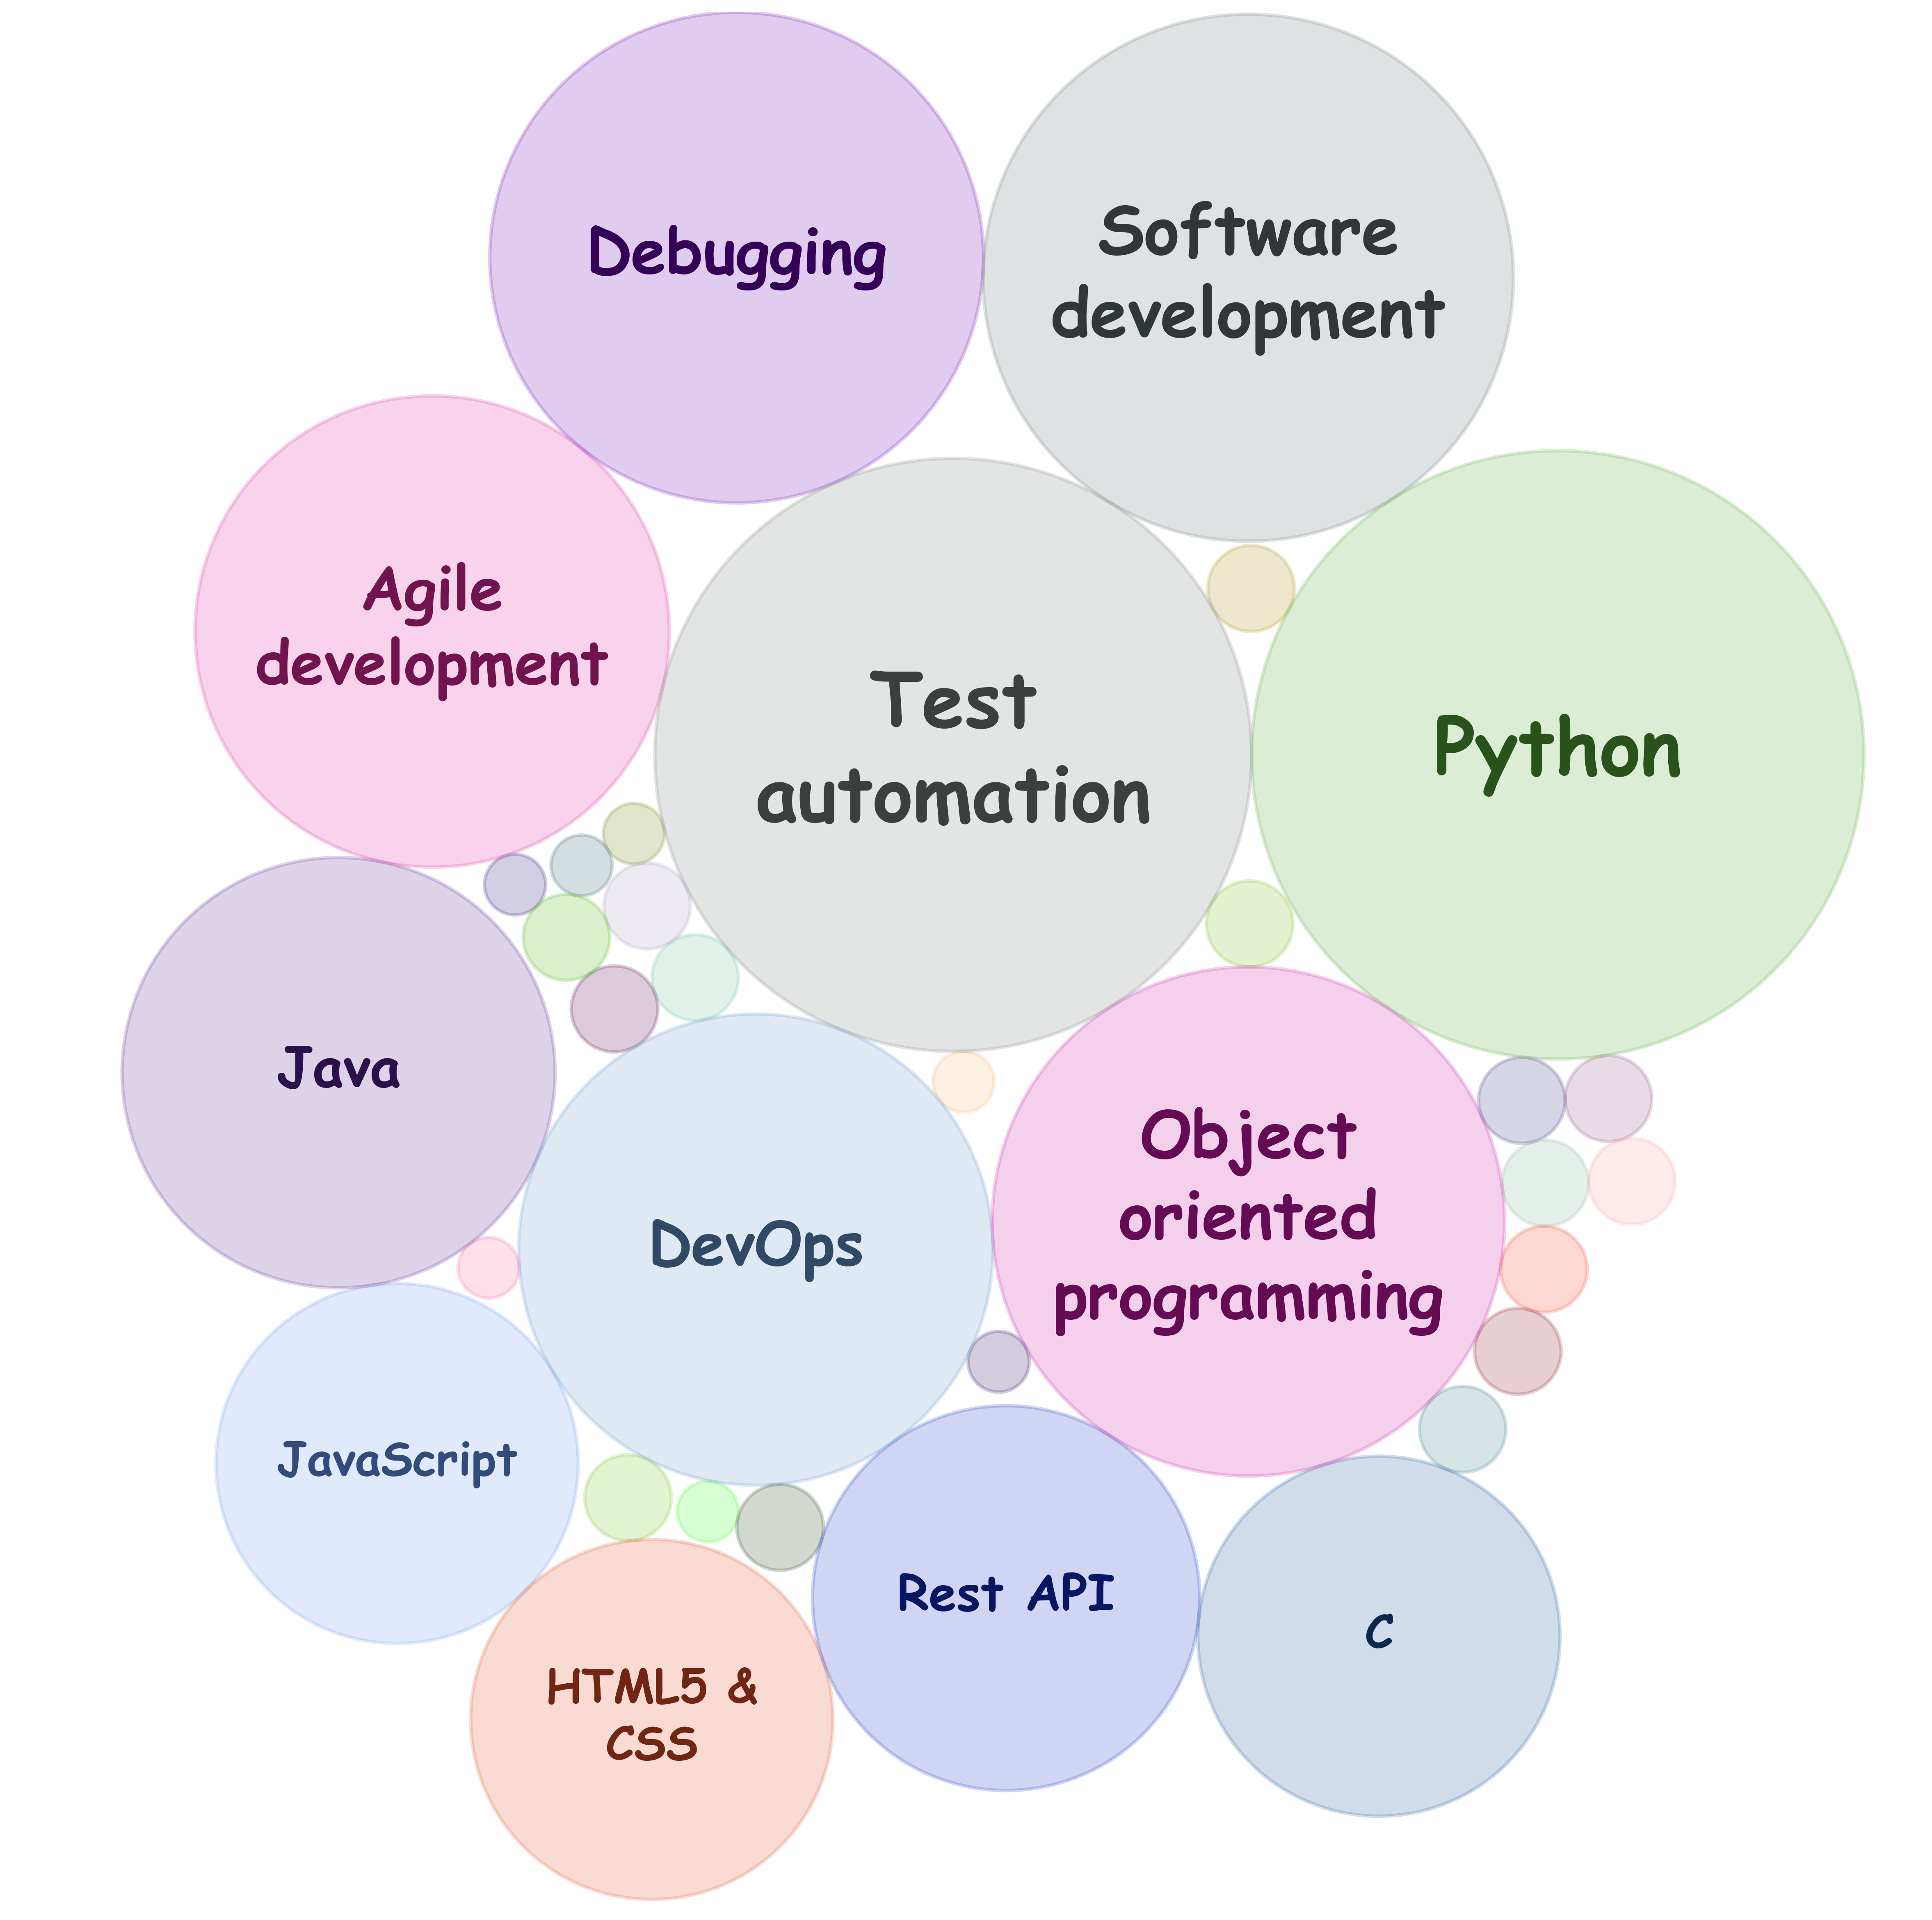 Debugging
Software
development
Agile
development
Test
automation
Python
Java
Object
oriented
programming
DevOps
JavaScript
Rest API
C
HTML5 &
CSS